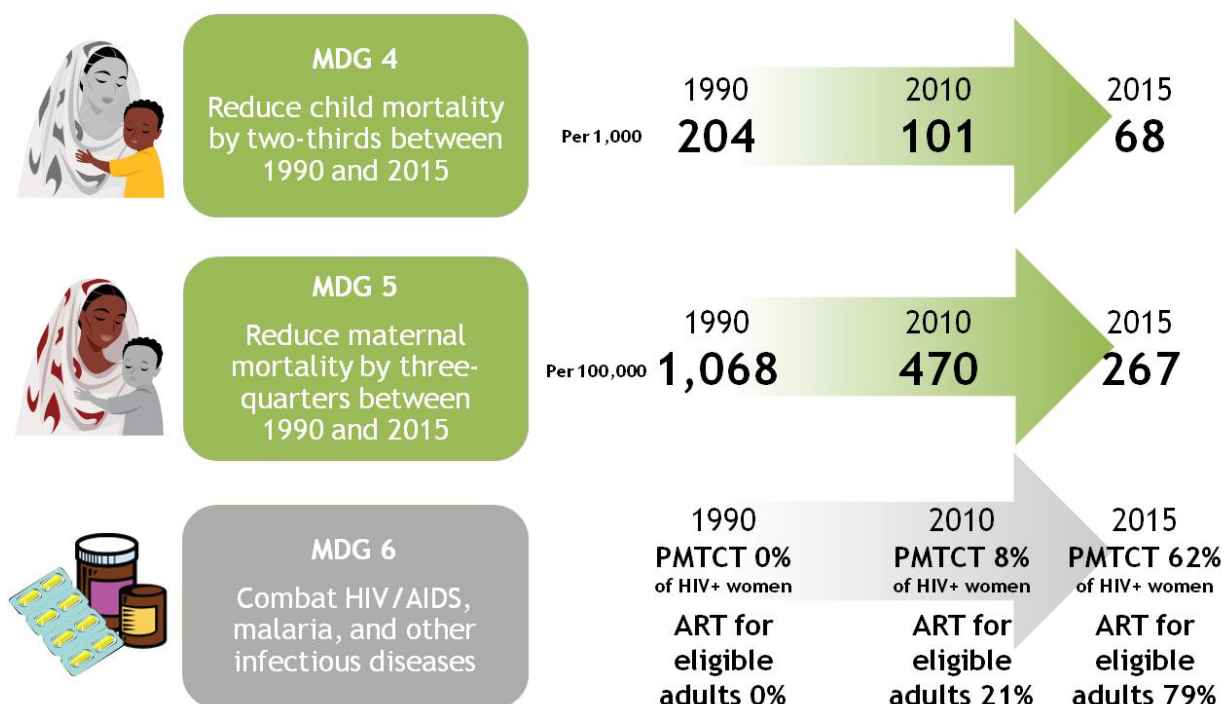 MDG 4
Reduce child mortality
by two-thirds between
1990 and 2015
Per 1,000
1990
204
2010
101
2015
68
MDG 5
Reduce maternal
mortality by three-
quarters between
1990 and 2015
Per 100,000
1990
1,068
2010
470
2015
267
MDG 6
Combat HIV/AIDS,
malaria, and other
infectious diseases
1990
PMTCT 0%
of HIV+ women
ART for
eligible
adults 0%
2010
PMTCT 8%
of HIV+ women
ART for
eligible
adults 21%
2015
PMTCT 62%
of HIV+ women
ART for
eligible
adults 79%